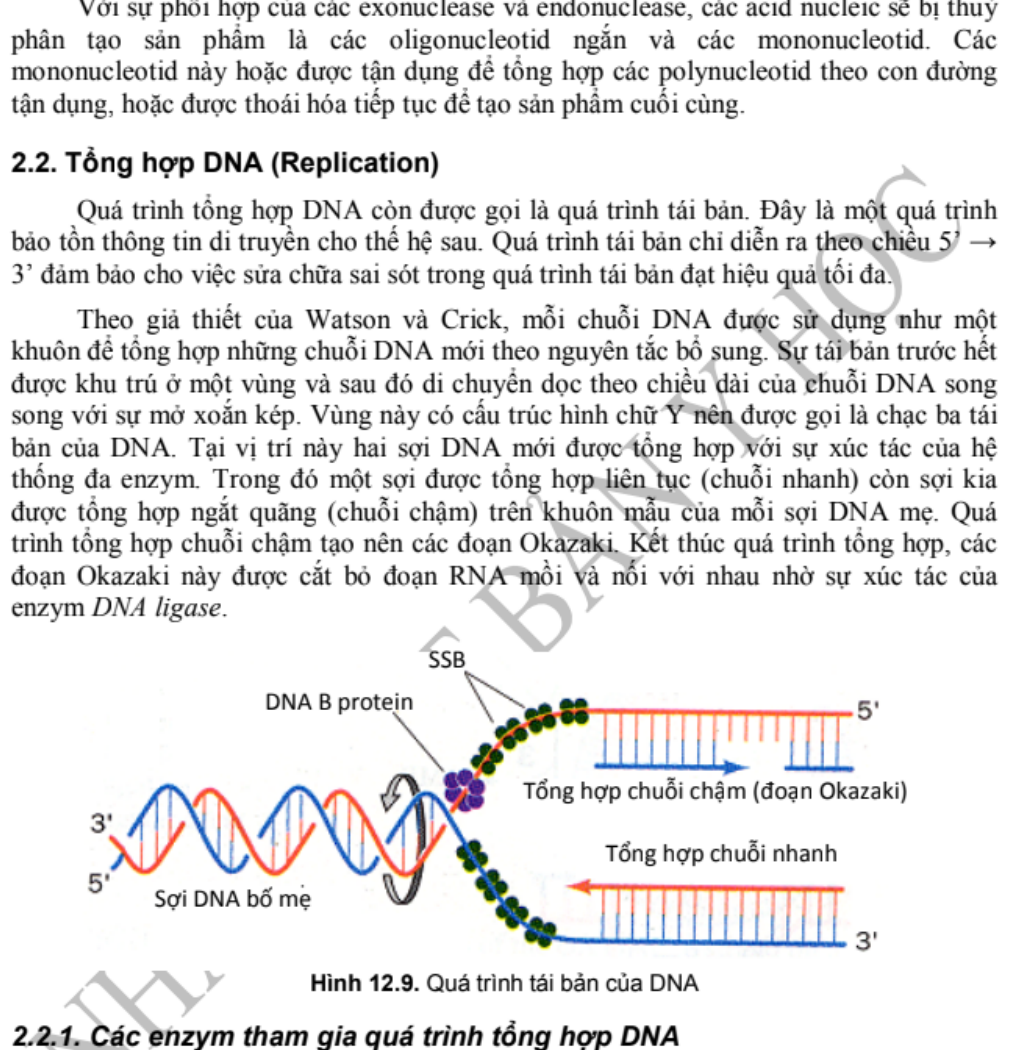 Với sự phối hợp của các exonuclease và endonuclease, các acid nucleic sẽ bị thuỷ
phân tạo sản phẩm là các oligonucleotid ngắn và các mononucleotid. Các
mononucleotid này hoặc được tận dụng để tổng hợp các polynucleotid theo con đường
tận dụng, hoặc được thoái hóa tiếp tục để tạo sản phẩm cuối cùng.
2.2. Tổng hợp DNA (Replication)
Quá trình tổng hợp DNA còn được gọi là quá trình tái bản. Đây là một quá trình
bảo tồn thông tin di truyền cho thế hệ sau. Quá trình tái bản chỉ diễn ra theo chiều 5’ →
3’ đảm bảo cho việc sửa chữa sai sót trong quá trình tái bản đạt hiệu quả tối đa.
Theo giả thiết của Watson và Crick, mỗi chuỗi DNA được sử dụng như một
khuôn để tổng hợp những chuỗi DNA mới theo nguyên tắc bổ sung. Sự tái bản trước hết
được khu trú ở một vùng và sau đó di chuyển dọc theo chiều dài của chuỗi DNA song
song với sự mở xoắn kép. Vùng này có cấu trúc hình chữ Y nên được gọi là chạc ba tái
bản của DNA. Tại vị trí này hai sợi DNA mới được tổng hợp với sự xúc tác của hệ
thống đa enzym. Trong đó một sợi được tổng hợp liên tục (chuỗi nhanh) còn sợi kia
được tổng hợp ngắt quãng (chuỗi chậm) trên khuôn mẫu của mỗi sợi DNA mẹ. Quá
trình tổng hợp chuỗi chậm tạo nên các đoạn Okazaki. Kết thúc quá trình tổng hợp, các
đoạn Okazaki này được cắt bỏ đoạn RNA mồi và nối với nhau nhờ sự xúc tác của
enzym DNA ligase.
SSB
DNA B protein
5'
Tổng hợp chuỗi chậm (đoạn Okazaki)
3'
Tổng hợp chuỗi nhanh
5'
Sợi DNA bố mẹ
3'
Hình 12.9. Quá trình tái bản của DNA
2.2.1. Các enzym tham gia quá trình tổng hợp DNA
BẢN Y HỌC